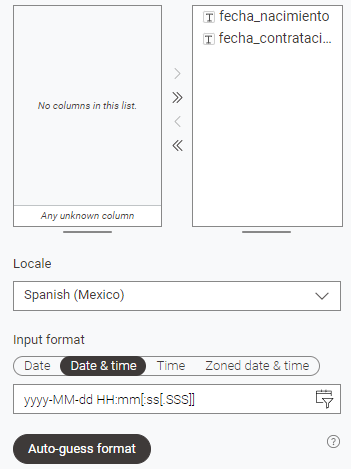 fecha_nacimiento
fecha_contrataci...
No columns in this list.
Any unknown column
Locale
Spanish (Mexico)
Input format
Date Date & time Time Zoned date & time
yyyy-MM-dd HH:mm[:ss[.SSS]]
Auto-guess format